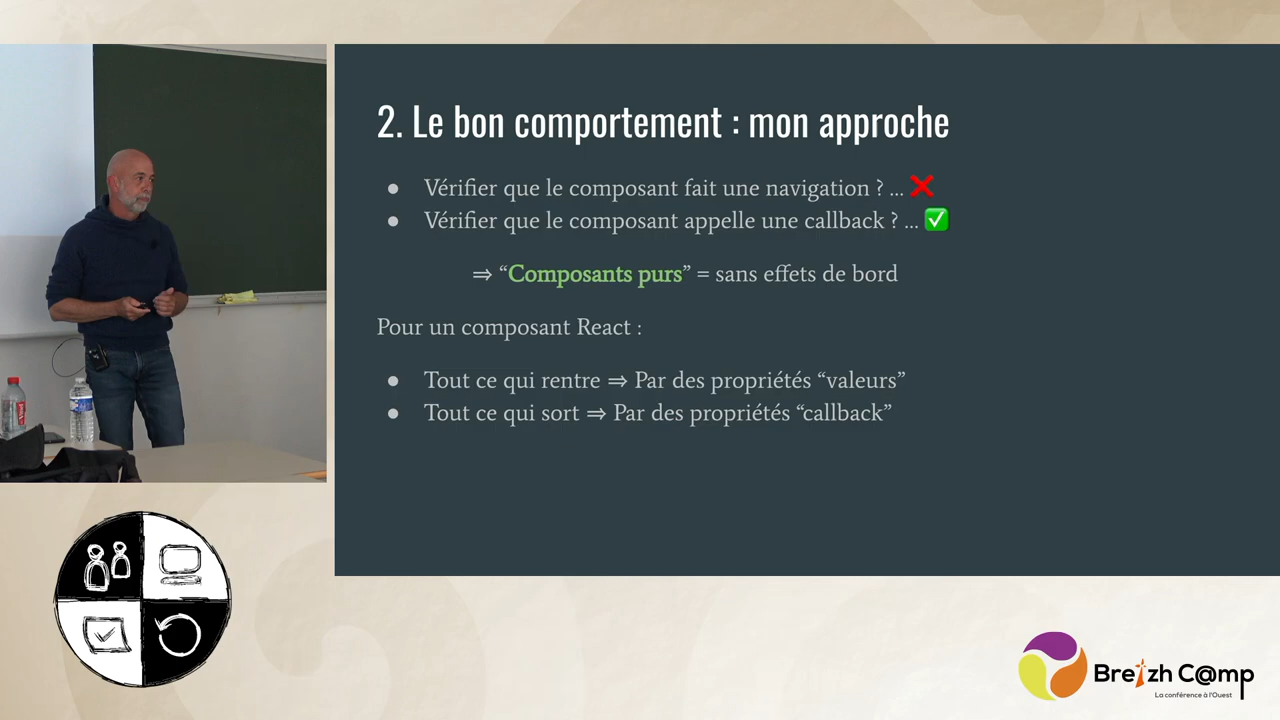 2. Le bon comportement : mon approche
● Vérifier que le composant fait une navigation ? ... ❌
● Vérifier que le composant appelle une callback ? ... ✅
⇒ “Composants purs” = sans effets de bord
Pour un composant React :
● Tout ce qui rentre ⇒ Par des propriétés “valeurs”
● Tout ce qui sort ⇒ Par des propriétés “callback”
Breizh C@mp
La conférence à l'Ouest